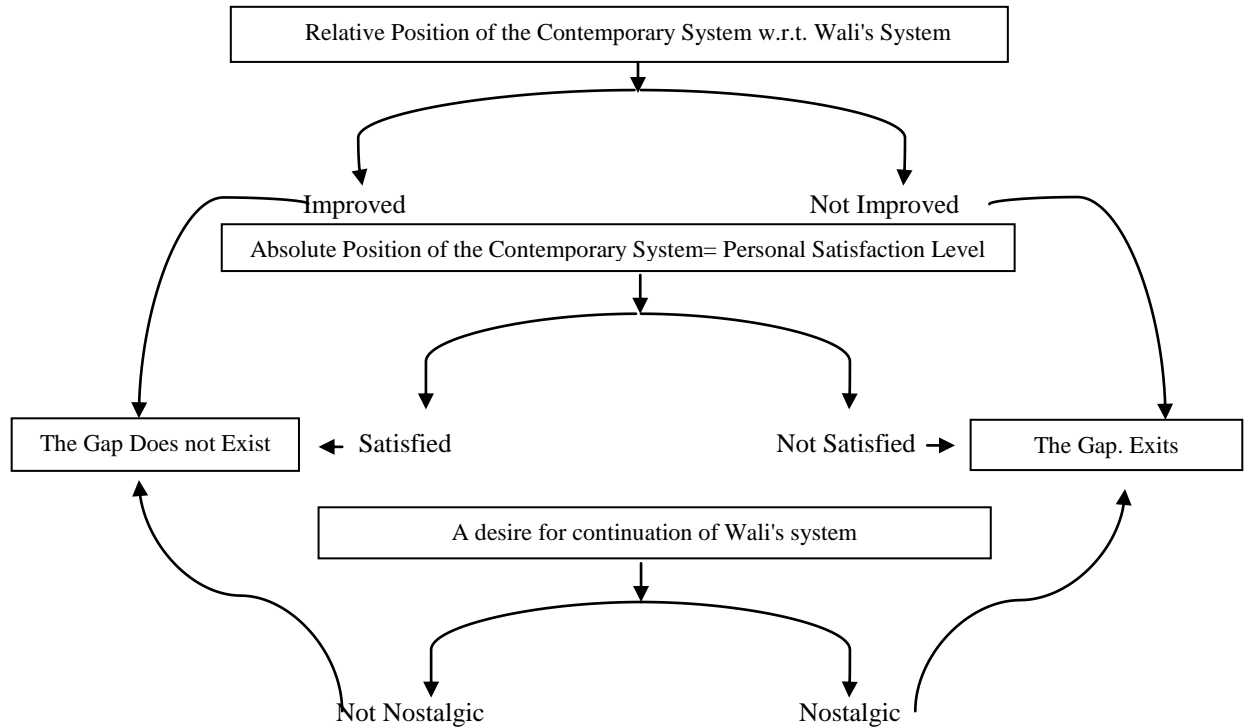 Relative Position of the Contemporary System w.r.t. Wali's System
Improved
Not Improved
Absolute Position of the Contemporary System= Personal Satisfaction Level
The Gap Does not Exist
Satisfied
Not Satisfied
The Gap. Exits
A desire for continuation of Wali's system
Not Nostalgic
Nostalgic